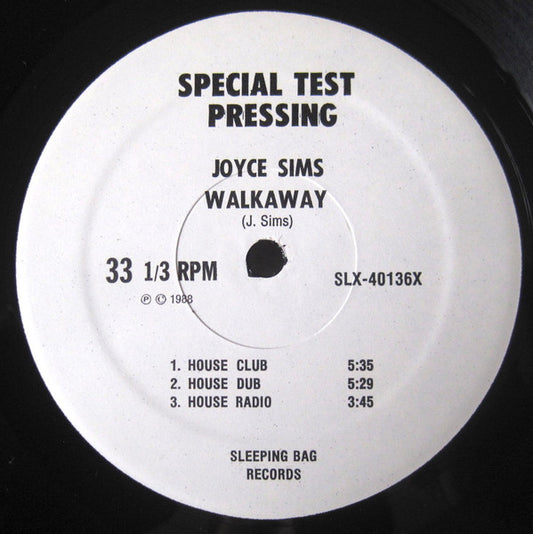 SPECIAL TEST
PRESSING
JOYCE SIMS
WALKAWAY
(J. Sims)
33 1/3 RPM
SLX-40136X
℗ © 1988
1. HOUSE CLUB 5:35
2. HOUSE DUB 5:29
3. HOUSE RADIO 3:45
SLEEPING BAG
RECORDS